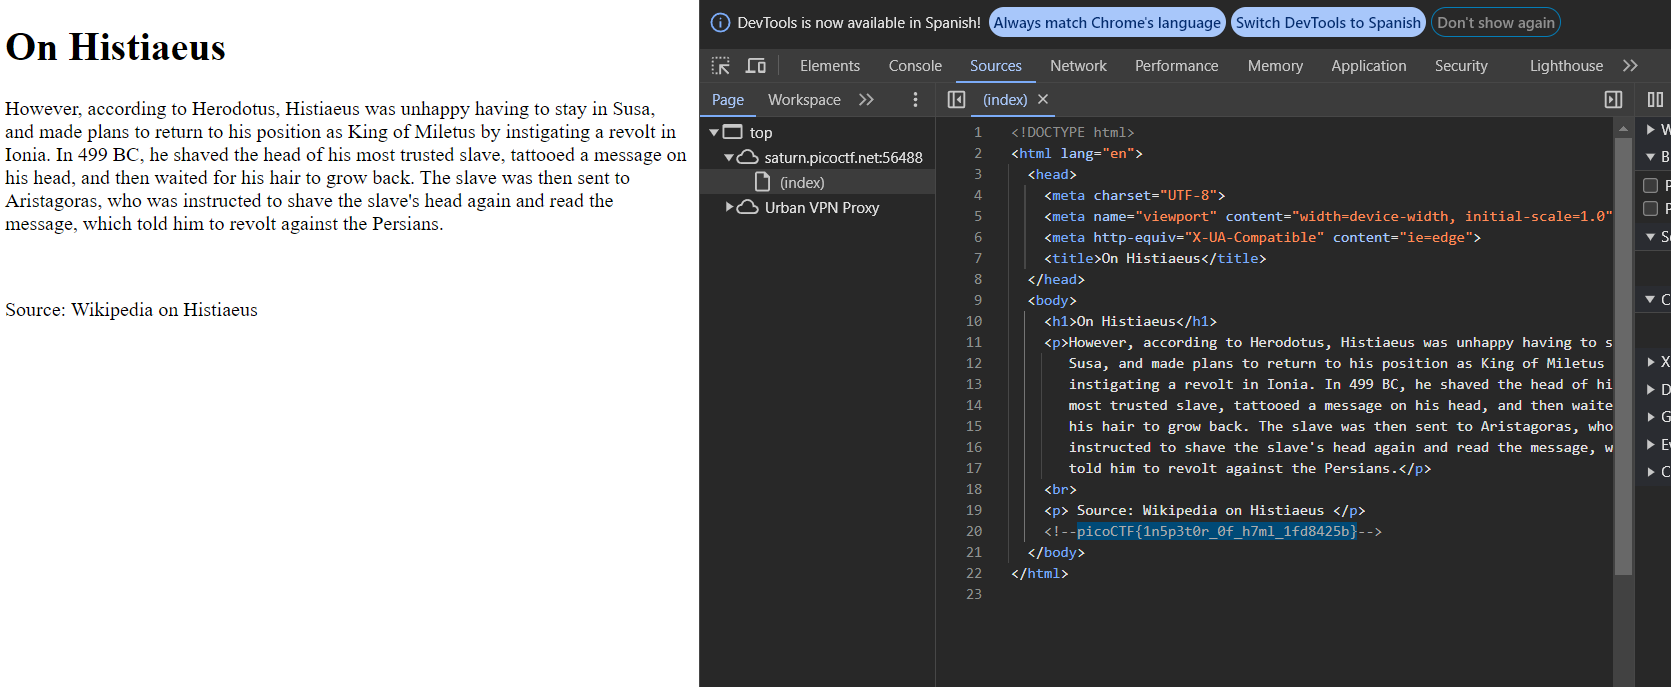 On Histiaeus
However, according to Herodotus, Histiaeus was unhappy having to stay in Susa,
and made plans to return to his position as King of Miletus by instigating a revolt in
Ionia. In 499 BC, he shaved the head of his most trusted slave, tattooed a message on
his head, and then waited for his hair to grow back. The slave was then sent to
Aristagoras, who was instructed to shave the slave's head again and read the
message, which told him to revolt against the Persians.
Source: Wikipedia on Histiaeus
DevTools is now available in Spanish! Always match Chrome's language Switch DevTools to Spanish Don't show again
Elements Console Sources Network Performance Memory Application Security Lighthouse
Page Workspace
(index)
top
saturn.picoctf.net:56488
(index)
Urban VPN Proxy
1 <!DOCTYPE html>
2 <html lang="en">
3 <head>
4 <meta charset="UTF-8">
5 <meta name="viewport" content="width=device-width, initial-scale=1.0"
6 <meta http-equiv="X-UA-Compatible" content="ie=edge">
7 <title>On Histiaeus</title>
8 </head>
9 <body>
10 <h1>On Histiaeus</h1>
11 <p>However, according to Herodotus, Histiaeus was unhappy having to s
12 Susa, and made plans to return to his position as King of Miletus
13 instigating a revolt in Ionia. In 499 BC, he shaved the head of hi
14 most trusted slave, tattooed a message on his head, and then waite
15 his hair to grow back. The slave was then sent to Aristagoras, who
16 instructed to shave the slave's head again and read the message, w
17 told him to revolt against the Persians.</p>
18 <br>
19 <p> Source: Wikipedia on Histiaeus </p>
20 <!--picoCTF{1n5p3t0r_0f_h7ml_1fd8425b}-->
21 </body>
22 </html>
23